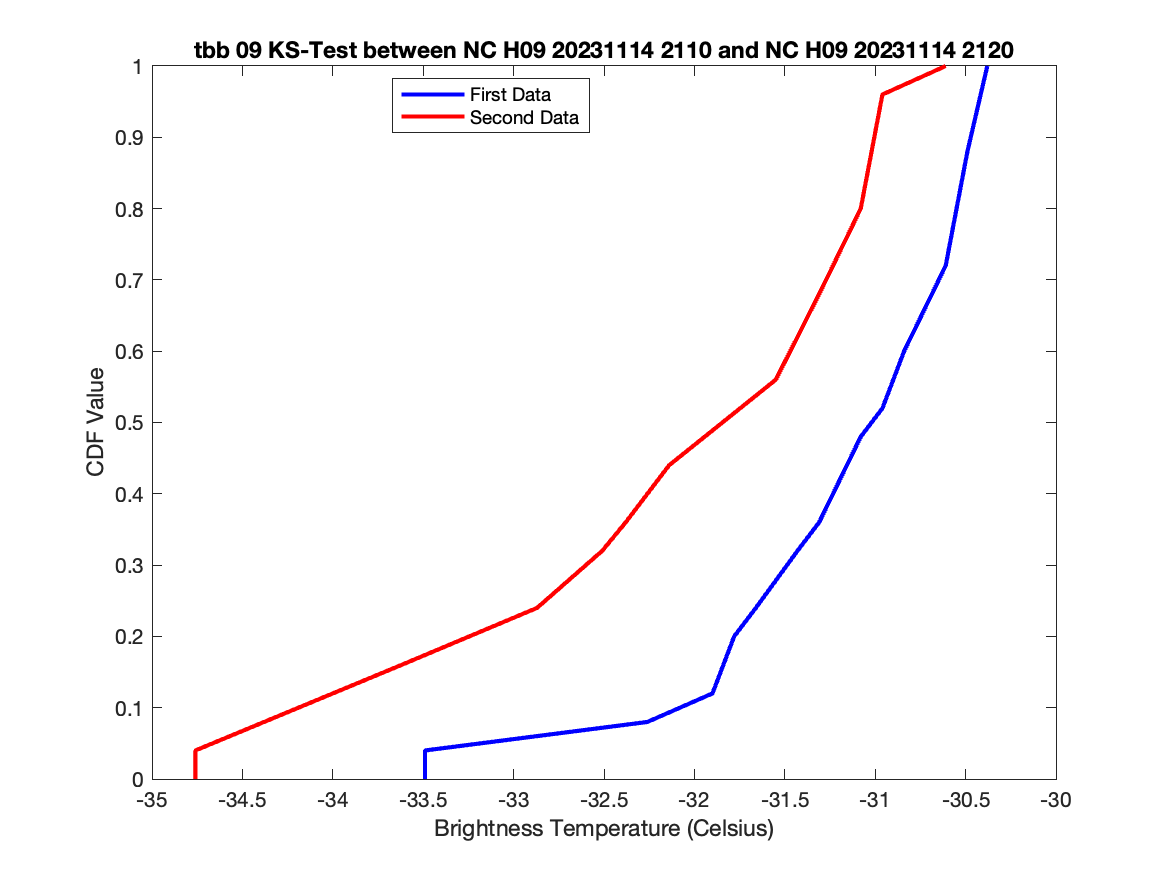 tbb 09 KS-Test between NC H09 20231114 2110 and NC H09 20231114 2120
First Data
Second Data
1
0.9
0.8
0.7
0.6
0.5
0.4
0.3
0.2
0.1
0
CDF Value
-35 -34.5 -34 -33.5 -33 -32.5 -32 -31.5 -31 -30.5 -30
Brightness Temperature (Celsius)